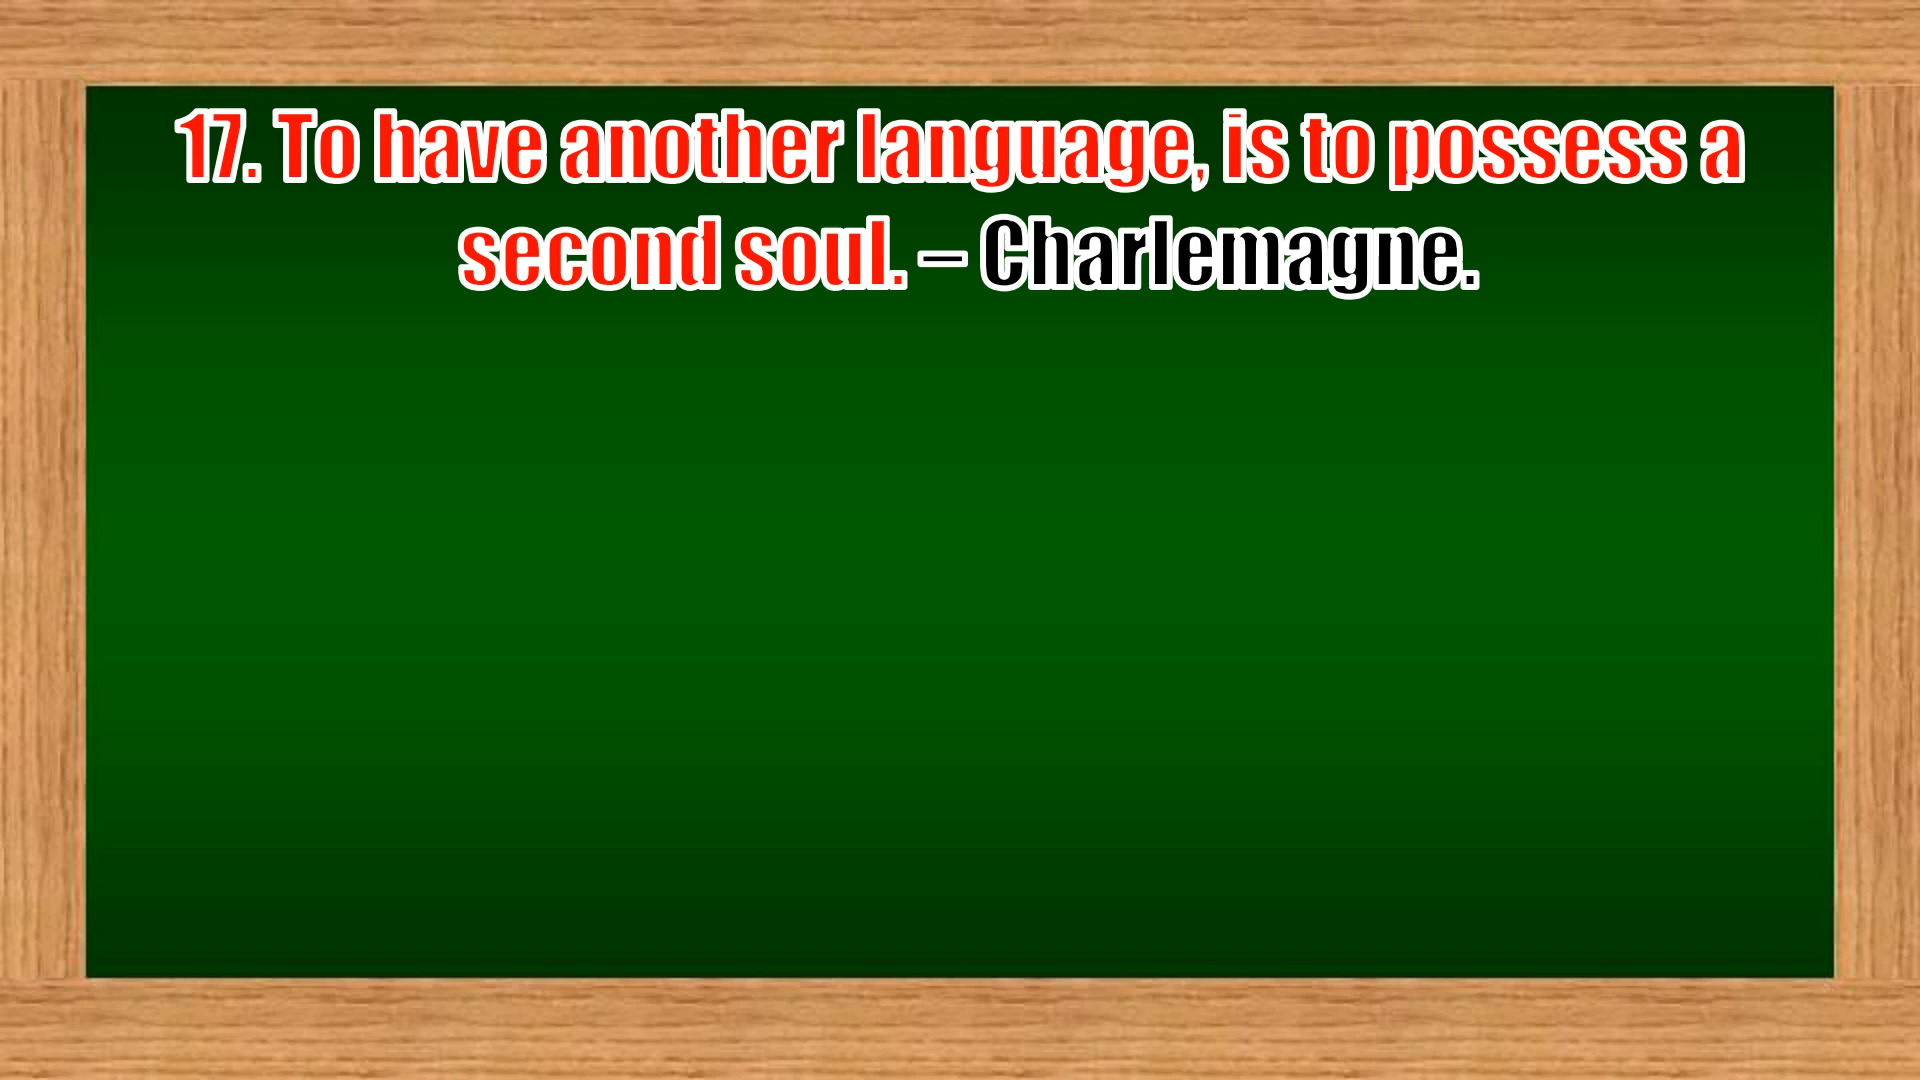 17. To have another language, is to possess a
second soul. – Charlemagne.